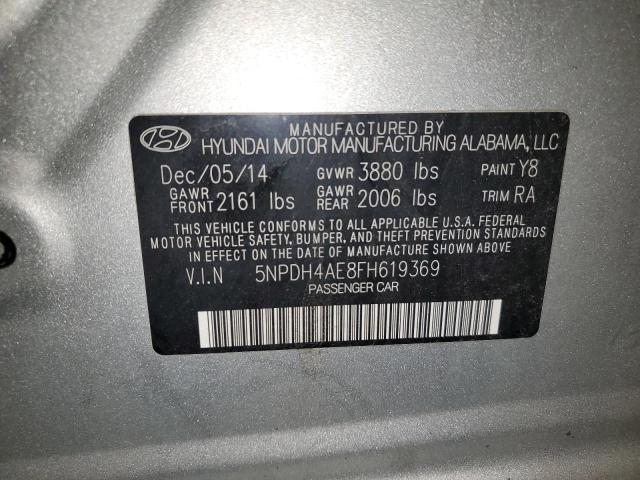 MANUFACTURED BY
HYUNDAI MOTOR MANUFACTURING ALABAMA, LLC
Dec/05/14 GVWR 3880 lbs PAINT Y8
GAWR FRONT 2161 lbs GAWR REAR 2006 lbs TRIM RA
THIS VEHICLE CONFORMS TO ALL APPLICABLE U.S.A. FEDERAL
MOTOR VEHICLE SAFETY, BUMPER, AND THEFT PREVENTION STANDARDS
IN EFFECT ON THE DATE OF MANUFACTURE SHOWN ABOVE
V.I.N 5NPDH4AE8FH619369
PASSENGER CAR